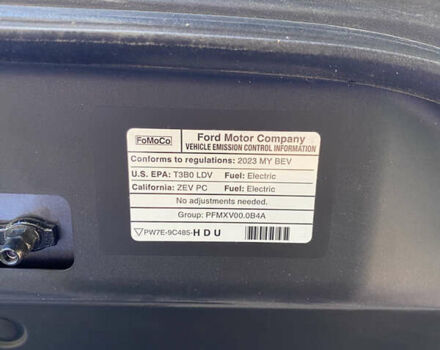 FoMoCo
Ford Motor Company
VEHICLE EMISSION CONTROL INFORMATION
Conforms to regulations: 2023 MY BEV
U.S. EPA: T3B0 LDV Fuel: Electric
California: ZEV PC Fuel: Electric
No adjustments needed.
Group: PFMXV00.0B4A
PW7E-9C485-HDU